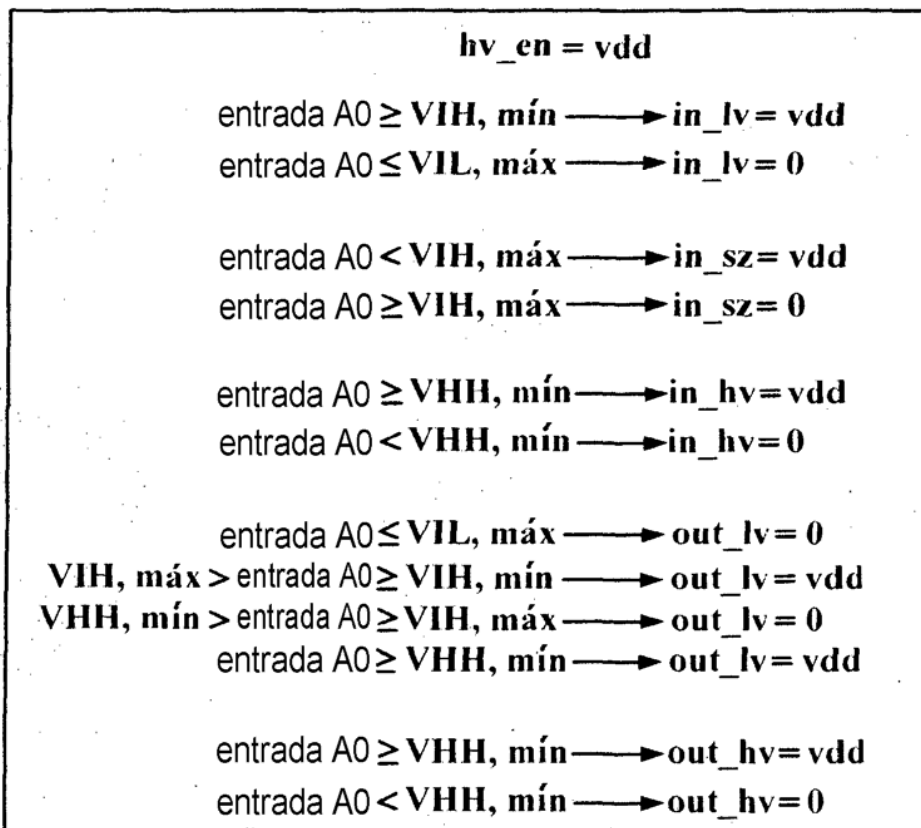 hv_en = vdd
entrada A0 ≥ VIH, mín ⟶ in_lv = vdd
entrada A0 ≤ VIL, máx ⟶ in_lv = 0
entrada A0 < VIH, máx ⟶ in_sz = vdd
entrada A0 ≥ VIH, máx ⟶ in_sz = 0
entrada A0 ≥ VHH, mín ⟶ in_hv = vdd
entrada A0 < VHH, mín ⟶ in_hv = 0
entrada A0 ≤ VIL, máx ⟶ out_lv = 0
VIH, máx > entrada A0 ≥ VIH, mín ⟶ out_lv = vdd
VHH, mín > entrada A0 ≥ VIH, máx ⟶ out_lv = 0
entrada A0 ≥ VHH, mín ⟶ out_lv = vdd
entrada A0 ≥ VHH, mín ⟶ out_hv = vdd
entrada A0 < VHH, mín ⟶ out_hv = 0